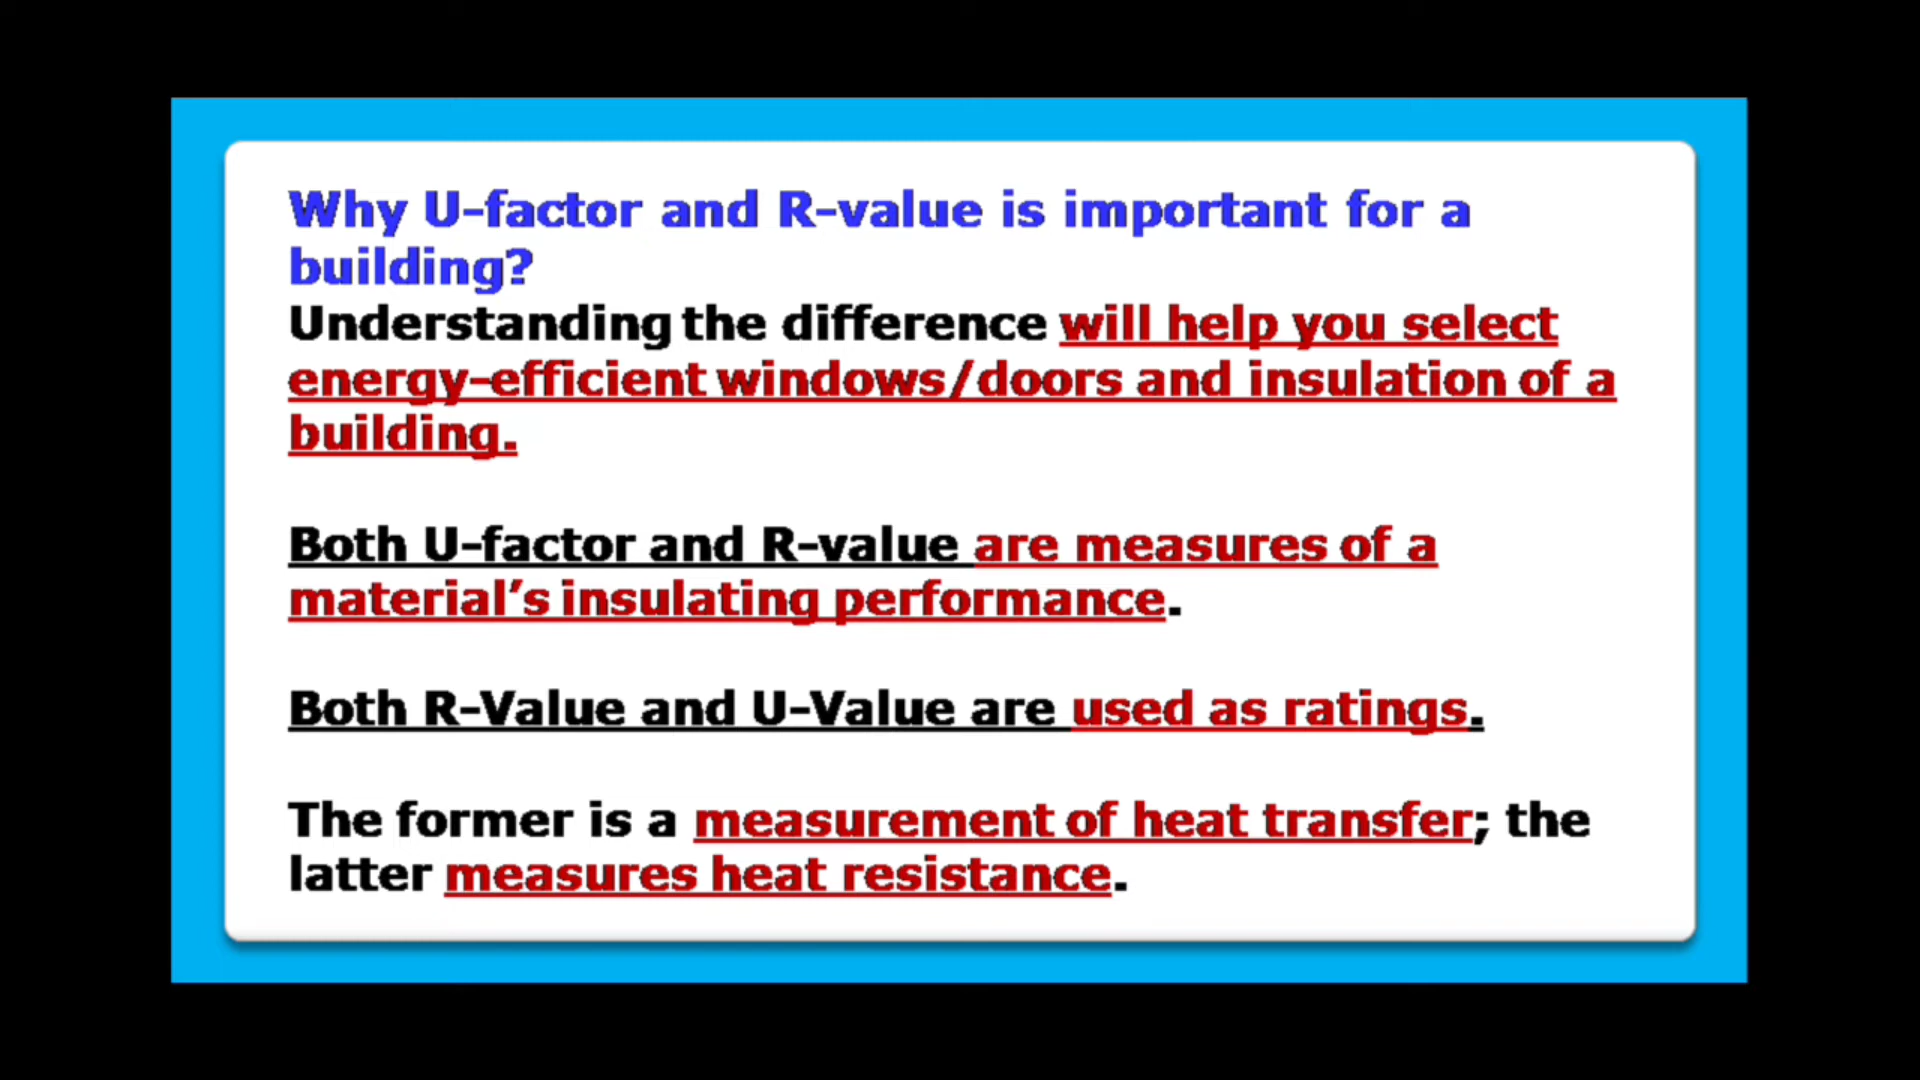 Why U-factor and R-value is important for a
building?
Understanding the difference will help you select
energy-efficient windows/doors and insulation of a
building.
Both U-factor and R-value are measures of a
material’s insulating performance.
Both R-Value and U-Value are used as ratings.
The former is a measurement of heat transfer; the
latter measures heat resistance.